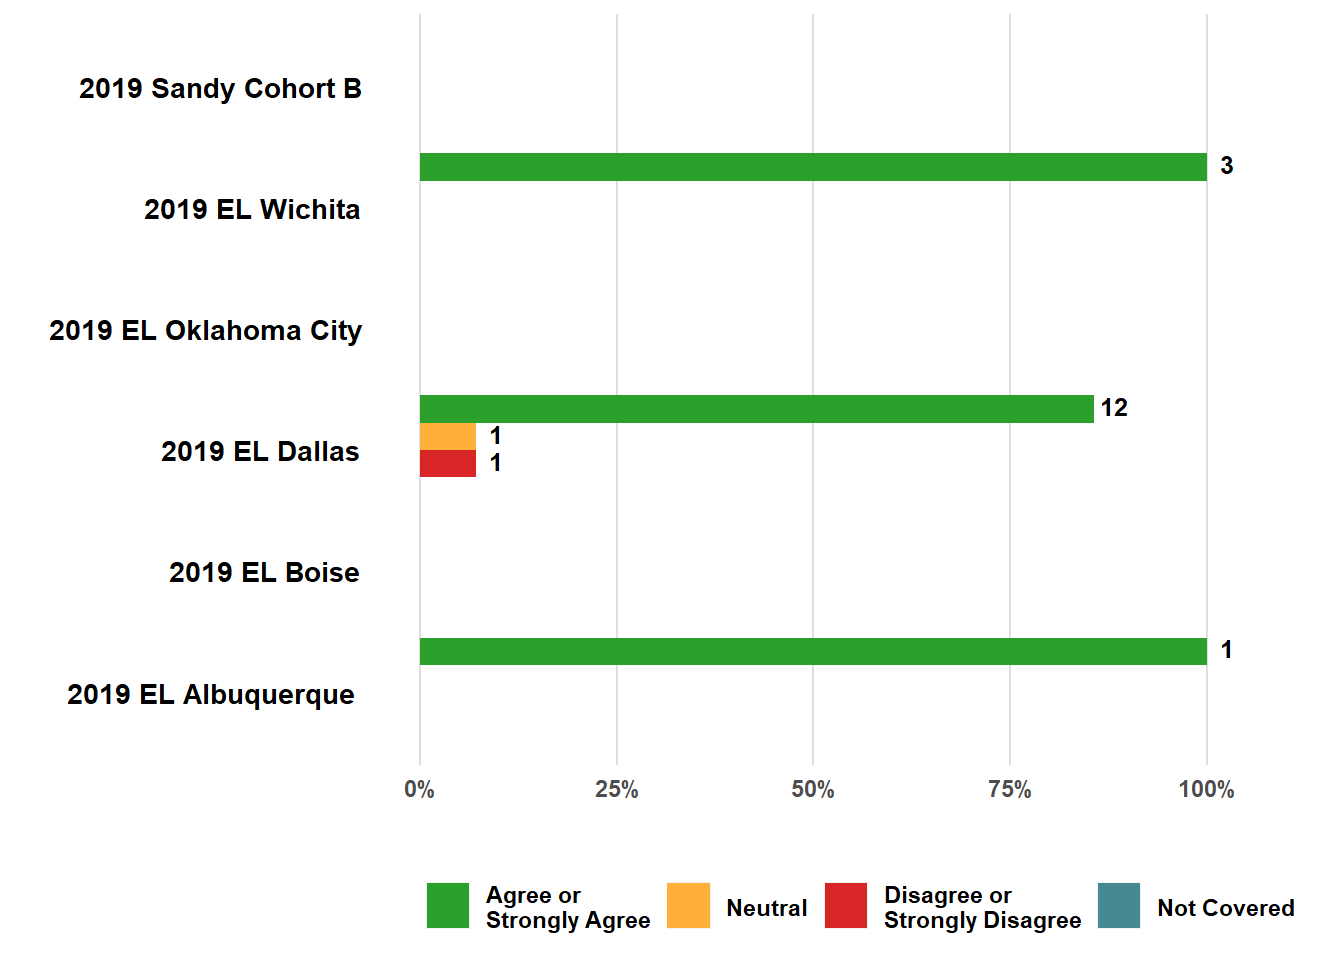 2019 Sandy Cohort B
3
2019 EL Wichita
2019 EL Oklahoma City
12
1
2019 EL Dallas
1
2019 EL Boise
1
2019 EL Albuquerque
0%
25%
50%
75%
100%
Agree or
Strongly Agree
Neutral
Disagree or
Strongly Disagree
Not Covered